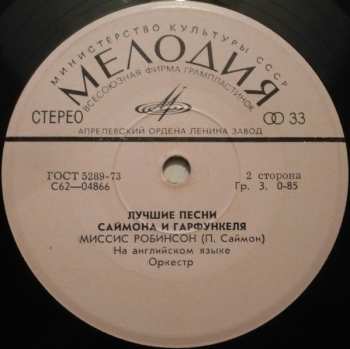 МИНИСТЕРСТВО КУЛЬТУРЫ СССР
МЕЛОДИЯ
ВСЕСОЮЗНАЯ ФИРМА ГРАМПЛАСТИНОК
СТЕРЕО
33
АПРЕЛЕВСКИЙ ОРДЕНА ЛЕНИНА ЗАВОД
ГОСТ 5289-73
2 сторона
С62—04866
Гр. 3. 0-85
ЛУЧШИЕ ПЕСНИ
САЙМОНА И ГАРФУНКЕЛЯ
МИССИС РОБИНСОН (П. Саймон)
На английском языке
Оркестр